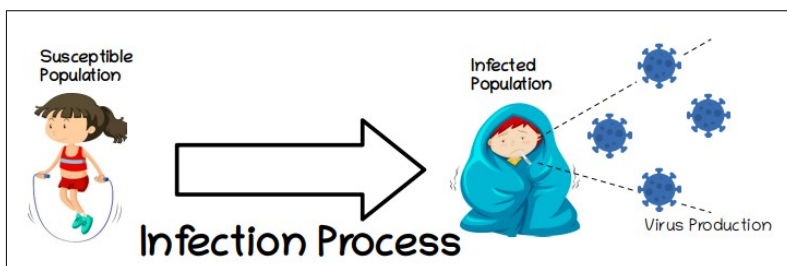 Susceptible
Population
Infected
Population
Infection Process
Virus Production